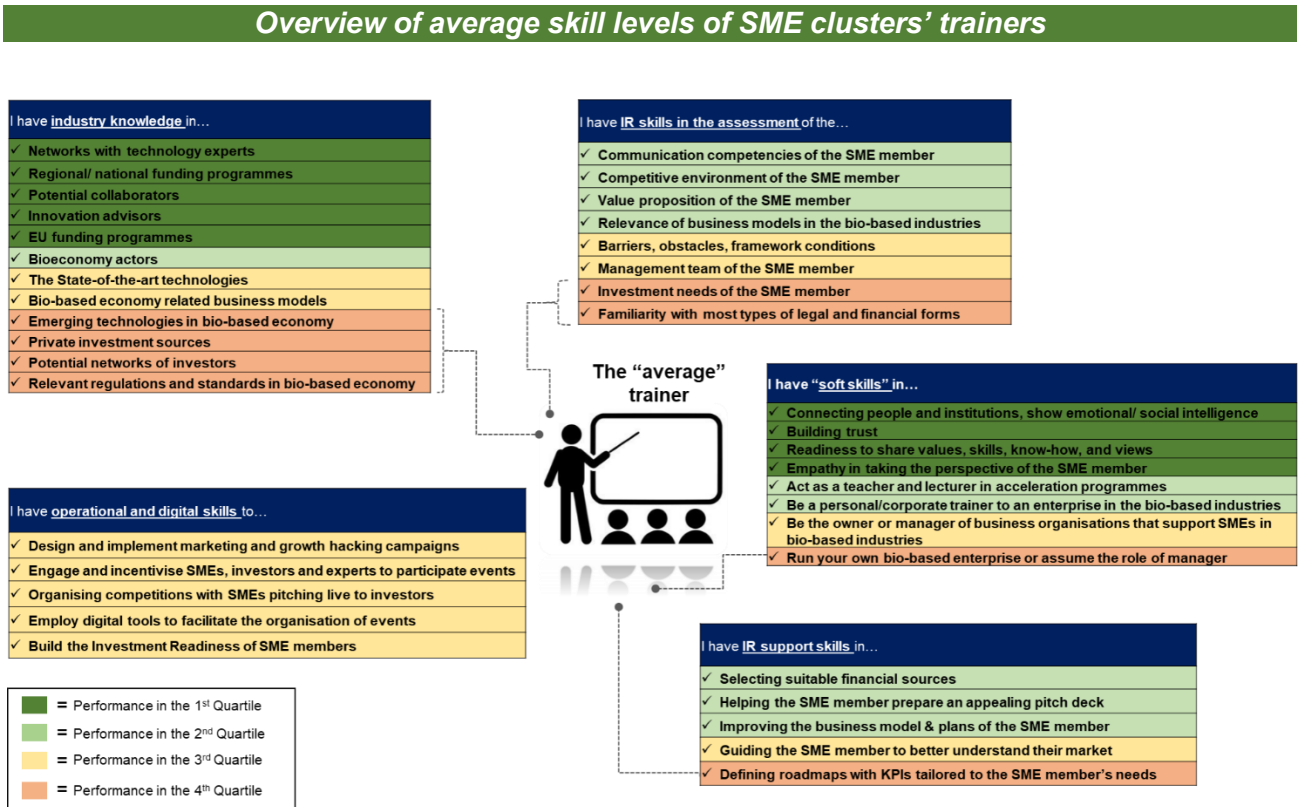 Overview of average skill levels of SME clusters’ trainers
I have industry knowledge in…
✓ Networks with technology experts
✓ Regional/ national funding programmes
✓ Potential collaborators
✓ Innovation advisors
✓ EU funding programmes
✓ Bioeconomy actors
✓ The State-of-the-art technologies
✓ Bio-based economy related business models
✓ Emerging technologies in bio-based economy
✓ Private investment sources
✓ Potential networks of investors
✓ Relevant regulations and standards in bio-based economy
I have IR skills in the assessment of the…
✓ Communication competencies of the SME member
✓ Competitive environment of the SME member
✓ Value proposition of the SME member
✓ Relevance of business models in the bio-based industries
✓ Barriers, obstacles, framework conditions
✓ Management team of the SME member
✓ Investment needs of the SME member
✓ Familiarity with most types of legal and financial forms
The “average”
trainer
I have “soft skills” in…
✓ Connecting people and institutions, show emotional/ social intelligence
✓ Building trust
✓ Readiness to share values, skills, know-how, and views
✓ Empathy in taking the perspective of the SME member
✓ Act as a teacher and lecturer in acceleration programmes
✓ Be a personal/corporate trainer to an enterprise in the bio-based industries
✓ Be the owner or manager of business organisations that support SMEs in
bio-based industries
✓ Run your own bio-based enterprise or assume the role of manager
I have operational and digital skills to…
✓ Design and implement marketing and growth hacking campaigns
✓ Engage and incentivise SMEs, investors and experts to participate events
✓ Organising competitions with SMEs pitching live to investors
✓ Employ digital tools to facilitate the organisation of events
✓ Build the Investment Readiness of SME members
I have IR support skills in…
✓ Selecting suitable financial sources
✓ Helping the SME member prepare an appealing pitch deck
✓ Improving the business model & plans of the SME member
✓ Guiding the SME member to better understand their market
✓ Defining roadmaps with KPIs tailored to the SME member’s needs
= Performance in the 1st Quartile
= Performance in the 2nd Quartile
= Performance in the 3rd Quartile
= Performance in the 4th Quartile